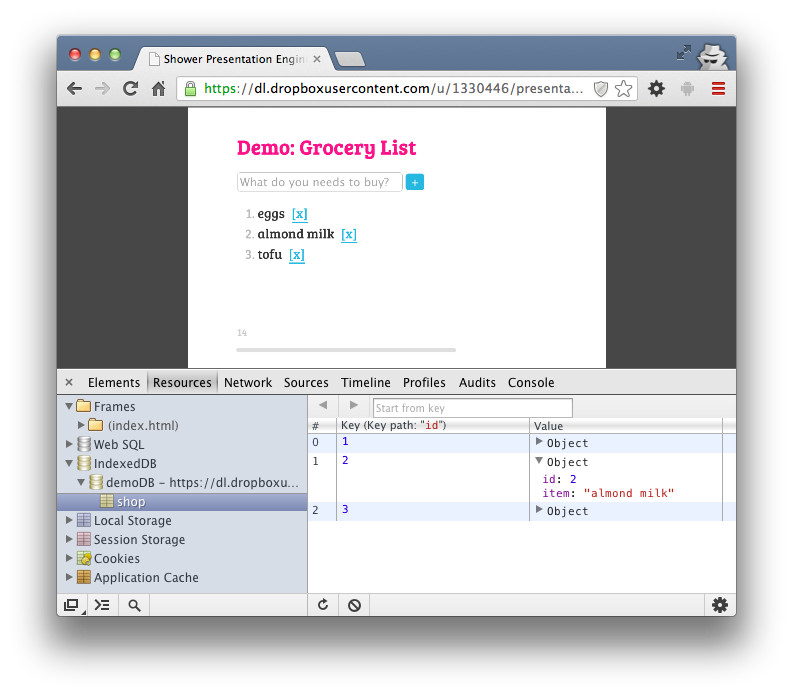 Shower Presentation Engin
https://dl.dropboxusercontent.com/u/1330446/presenta...
Demo: Grocery List
What do you needs to buy? +
1. eggs [x]
2. almond milk [x]
3. tofu [x]
14
× Elements Resources Network Sources Timeline Profiles Audits Console
Frames
(index.html)
Web SQL
IndexedDB
demoDB – https://dl.dropboxu...
shop
Local Storage
Session Storage
Cookies
Application Cache
Start from key
# Key (Key path: "id") Value
0 1 Object
1 2 Object
id: 2
item: "almond milk"
2 3 Object